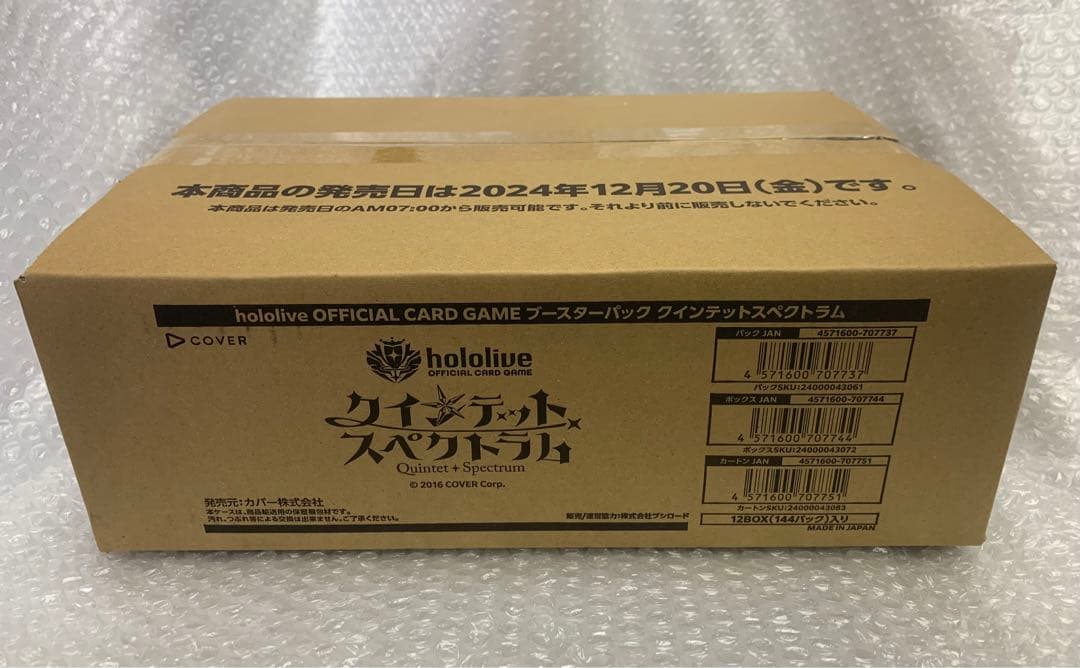 本商品の発売日は2024年12月20日(金)です。
本商品は発売日のAM07:00から販売可能です。それより前に販売しないでください。
hololive OFFICIAL CARD GAME ブースターパック クインテットスペクトラム
COVER
hololive
OFFICIAL CARD GAME
クインテット
スペクトラム
Quintet Spectrum
© 2016 COVER Corp.
発売元:カバー株式会社
本ケースは、商品輸送用の保護梱包材です。
汚れ、つぶれ等による交換は出来ません。ご了承ください。
販売/運営協力:株式会社ブシロード
パック JAN 4571600-707737
4 571600 707737
パックSKU:24000043061
ボックス JAN 4571600-707744
4 571600 707744
ボックスSKU:24000043072
カートン JAN 4571600-707751
4 571600 707751
カートンSKU:24000043083
12BOX(144パック)入り
MADE IN JAPAN